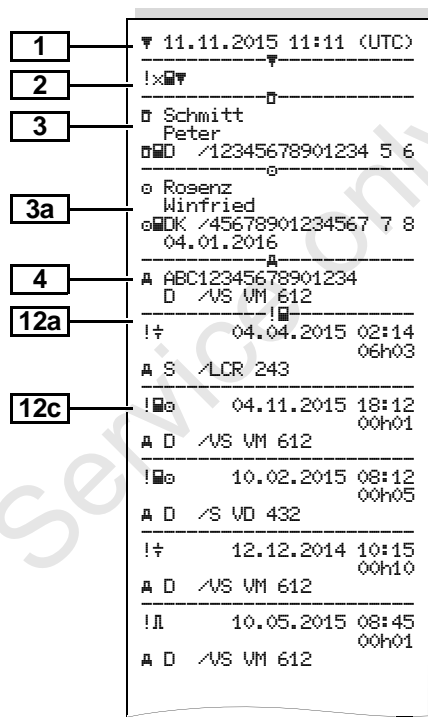 1
▼ 11.11.2015 11:11 (UTC)
2
!×▼
3
Schmitt
Peter
D /12345678901234 5 6
3a
Rogenz
Winfried
DK /45678901234567 7 8
04.01.2016
4
A ABC12345678901234
D /VS VM 612
12a
!÷ 04.04.2015 02:14
06h03
A S /LCR 243
12c
! 04.11.2015 18:12
00h01
A D /VS VM 612
! 10.02.2015 08:12
00h05
A D /S VD 432
!÷ 12.12.2014 10:15
00h10
A D /VS VM 612
!Л 10.05.2015 08:45
00h01
A D /VS VM 612
Service only